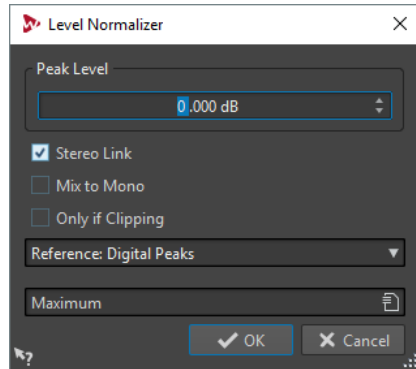 Level Normalizer
Peak Level
0.000 dB
Stereo Link
Mix to Mono
Only if Clipping
Reference: Digital Peaks
Maximum
OK Cancel
?